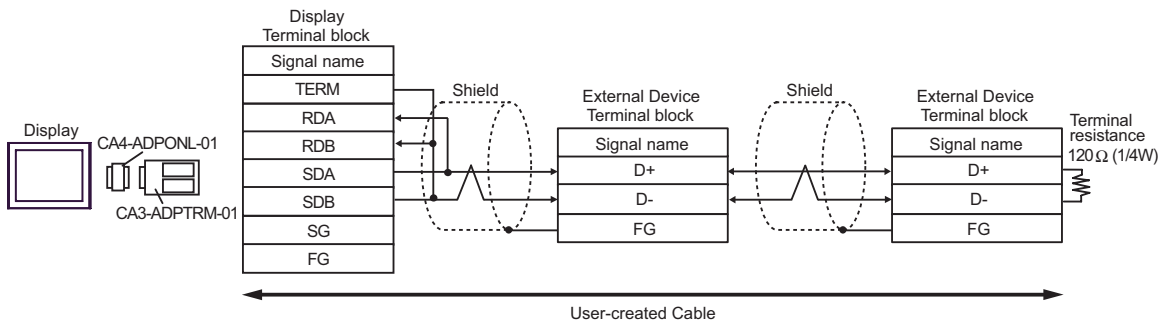 Display
Terminal block
Signal name
TERM
RDA
RDB
SDA
SDB
SG
FG
Display
CA4-ADPONL-01
CA3-ADPTRM-01
Shield
External Device
Terminal block
Signal name
D+
D-
FG
Shield
External Device
Terminal block
Signal name
D+
D-
FG
Terminal
resistance
120Ω (1/4W)
User-created Cable